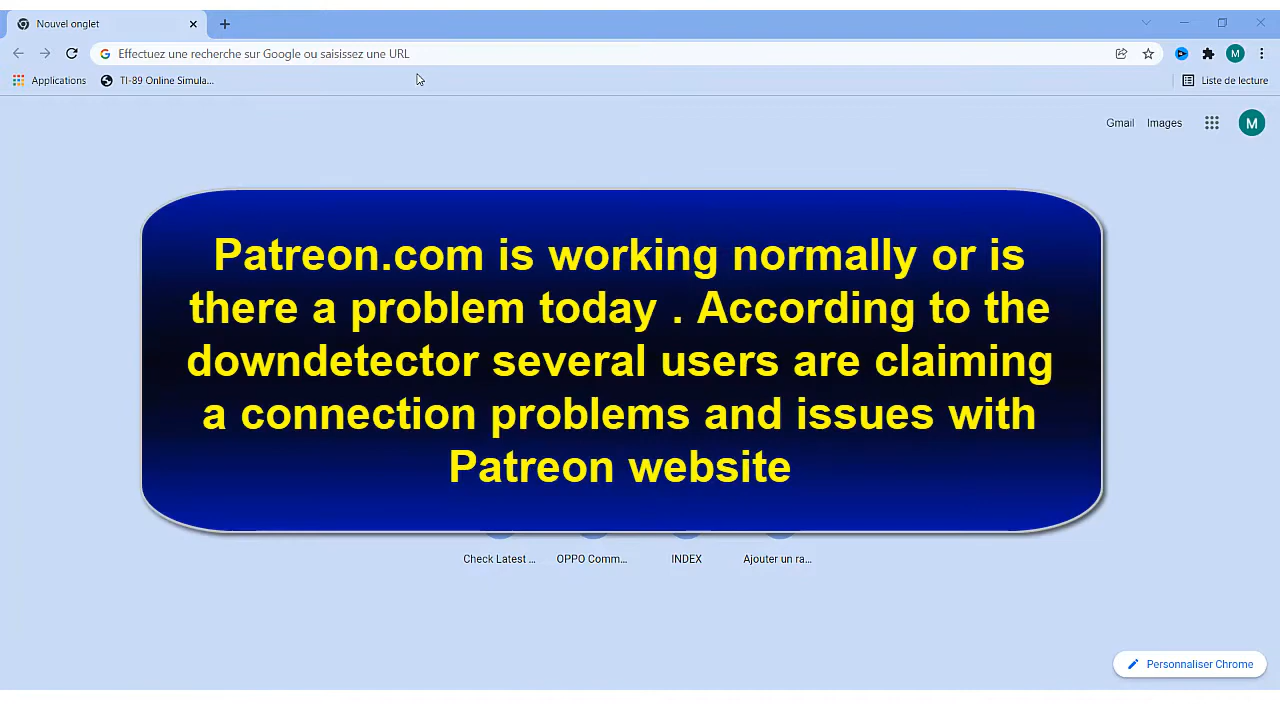 Nouvel onglet
Effectuez une recherche sur Google ou saisissez une URL
M
Applications
TI-89 Online Simula...
Liste de lecture
Gmail
Images
M
Patreon.com is working normally or is
there a problem today . According to the
downdetector several users are claiming
a connection problems and issues with
Patreon website
Check Latest ...
OPPO Comm...
INDEX
Ajouter un ra...
Personnaliser Chrome